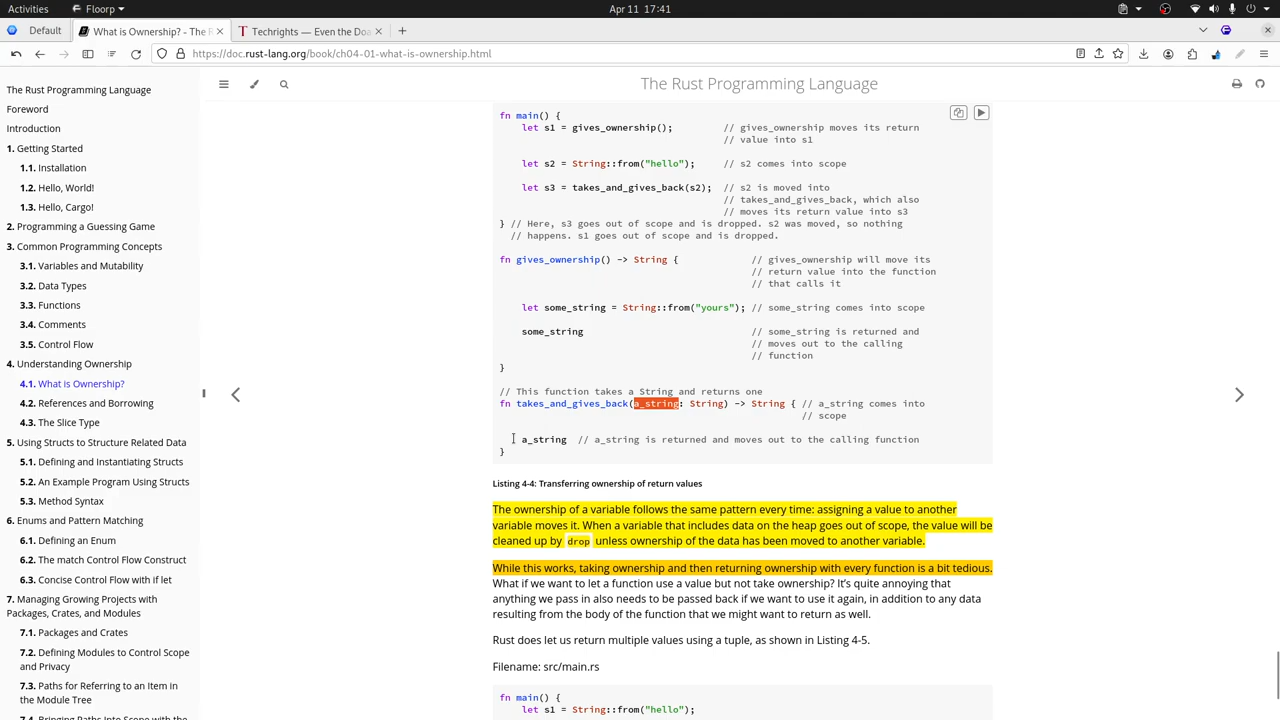 Activities
Floorp
Apr 11 17:41
Default
What is Ownership? - The R
Techrights — Even the Doa
https://doc.rust-lang.org/book/ch04-01-what-is-ownership.html
The Rust Programming Language
Foreword
Introduction
1. Getting Started
1.1. Installation
1.2. Hello, World!
1.3. Hello, Cargo!
2. Programming a Guessing Game
3. Common Programming Concepts
3.1. Variables and Mutability
3.2. Data Types
3.3. Functions
3.4. Comments
3.5. Control Flow
4. Understanding Ownership
4.1. What is Ownership?
4.2. References and Borrowing
4.3. The Slice Type
5. Using Structs to Structure Related Data
5.1. Defining and Instantiating Structs
5.2. An Example Program Using Structs
5.3. Method Syntax
6. Enums and Pattern Matching
6.1. Defining an Enum
6.2. The match Control Flow Construct
6.3. Concise Control Flow with if let
7. Managing Growing Projects with
Packages, Crates, and Modules
7.1. Packages and Crates
7.2. Defining Modules to Control Scope
and Privacy
7.3. Paths for Referring to an Item in
the Module Tree
7.4. Bringing Paths Into Scope with the
The Rust Programming Language
fn main() {
    let s1 = gives_ownership();         // gives_ownership moves its return
                                        // value into s1
    let s2 = String::from("hello");     // s2 comes into scope
    let s3 = takes_and_gives_back(s2);  // s2 is moved into
                                        // takes_and_gives_back, which also
                                        // moves its return value into s3
} // Here, s3 goes out of scope and is dropped. s2 was moved, so nothing
  // happens. s1 goes out of scope and is dropped.
fn gives_ownership() -> String {             // gives_ownership will move its
                                             // return value into the function
                                             // that calls it
    let some_string = String::from("yours"); // some_string comes into scope
    some_string                              // some_string is returned and
                                             // moves out to the calling
                                             // function
}
// This function takes a String and returns one
fn takes_and_gives_back(a_string: String) -> String { // a_string comes into
                                                      // scope
    a_string  // a_string is returned and moves out to the calling function
}
Listing 4-4: Transferring ownership of return values
The ownership of a variable follows the same pattern every time: assigning a value to another
variable moves it. When a variable that includes data on the heap goes out of scope, the value will be
cleaned up by drop unless ownership of the data has been moved to another variable.
While this works, taking ownership and then returning ownership with every function is a bit tedious.
What if we want to let a function use a value but not take ownership? It’s quite annoying that
anything we pass in also needs to be passed back if we want to use it again, in addition to any data
resulting from the body of the function that we might want to return as well.
Rust does let us return multiple values using a tuple, as shown in Listing 4-5.
Filename: src/main.rs
fn main() {
    let s1 = String::from("hello");